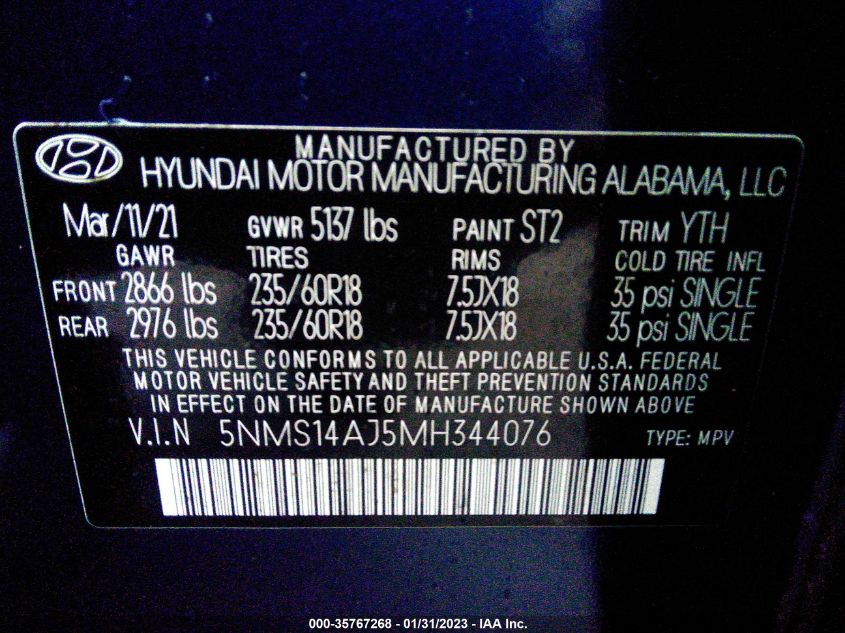 MANUFACTURED BY
HYUNDAI MOTOR MANUFACTURING ALABAMA, LLC
Mar/11/21 GVWR 5137 lbs PAINT ST2 TRIM YTH
GAWR TIRES RIMS COLD TIRE INFL
FRONT 2866 lbs 235/60R18 7.5JX18 35 psi SINGLE
REAR 2976 lbs 235/60R18 7.5JX18 35 psi SINGLE
THIS VEHICLE CONFORMS TO ALL APPLICABLE U.S.A. FEDERAL
MOTOR VEHICLE SAFETY AND THEFT PREVENTION STANDARDS
IN EFFECT ON THE DATE OF MANUFACTURE SHOWN ABOVE
V.I.N 5NMS14AJ5MH344076 TYPE: MPV
000-35767268 - 01/31/2023 - IAA Inc.